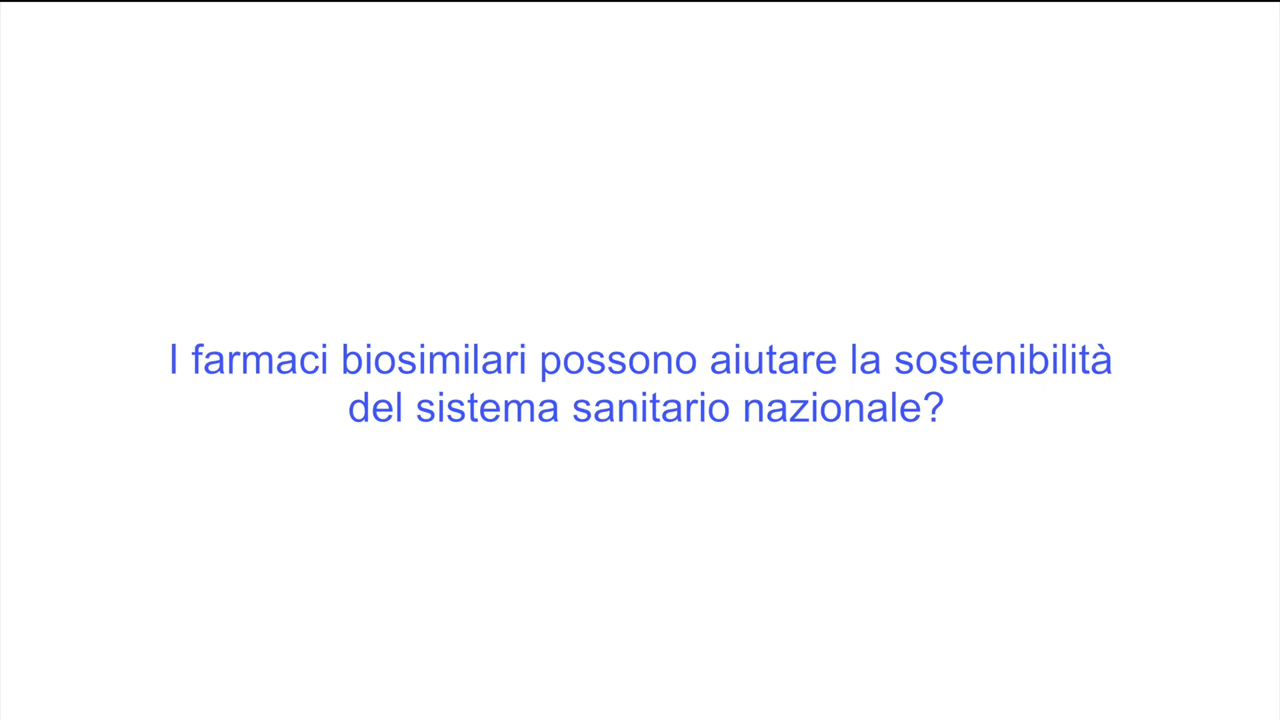 I farmaci biosimilari possono aiutare la sostenibilità
del sistema sanitario nazionale?